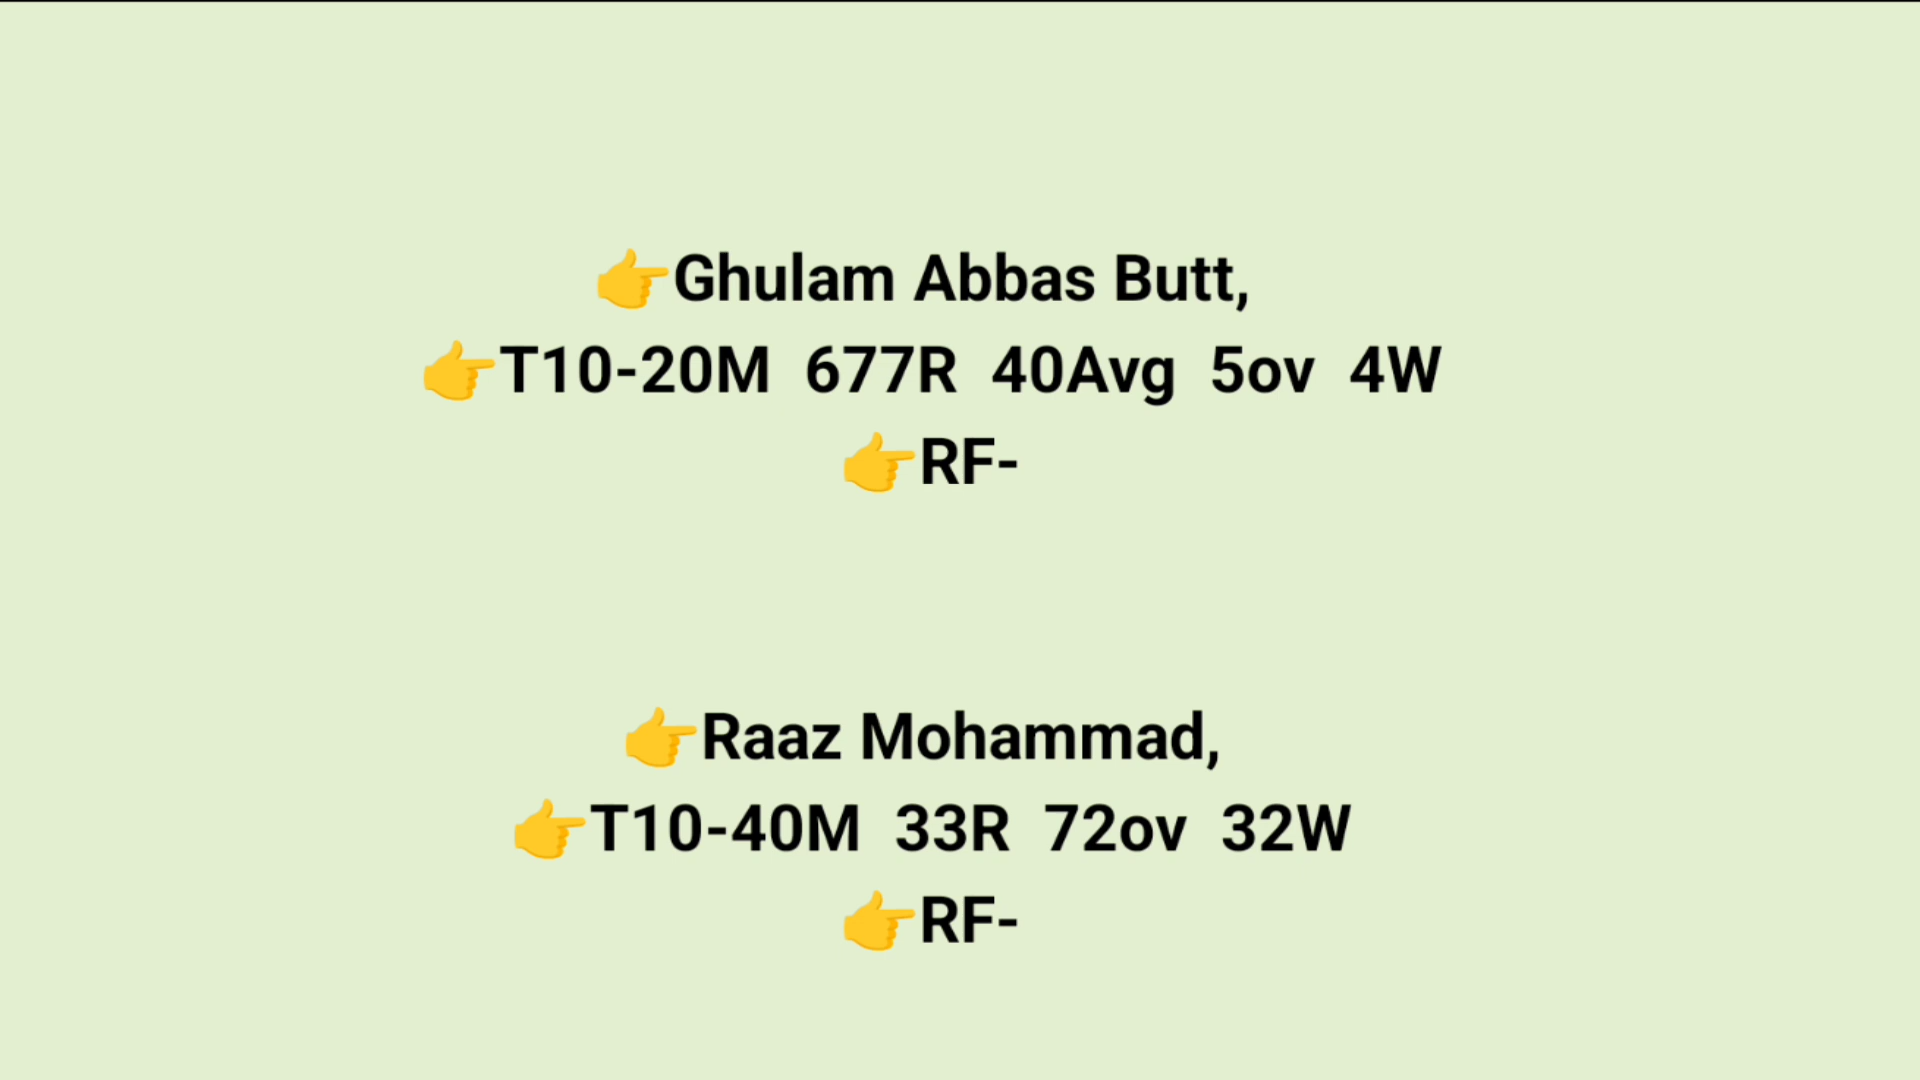 👉Ghulam Abbas Butt,
👉T10-20M 677R 40Avg 5ov 4W
👉RF-
👉Raaz Mohammad,
👉T10-40M 33R 72ov 32W
👉RF-